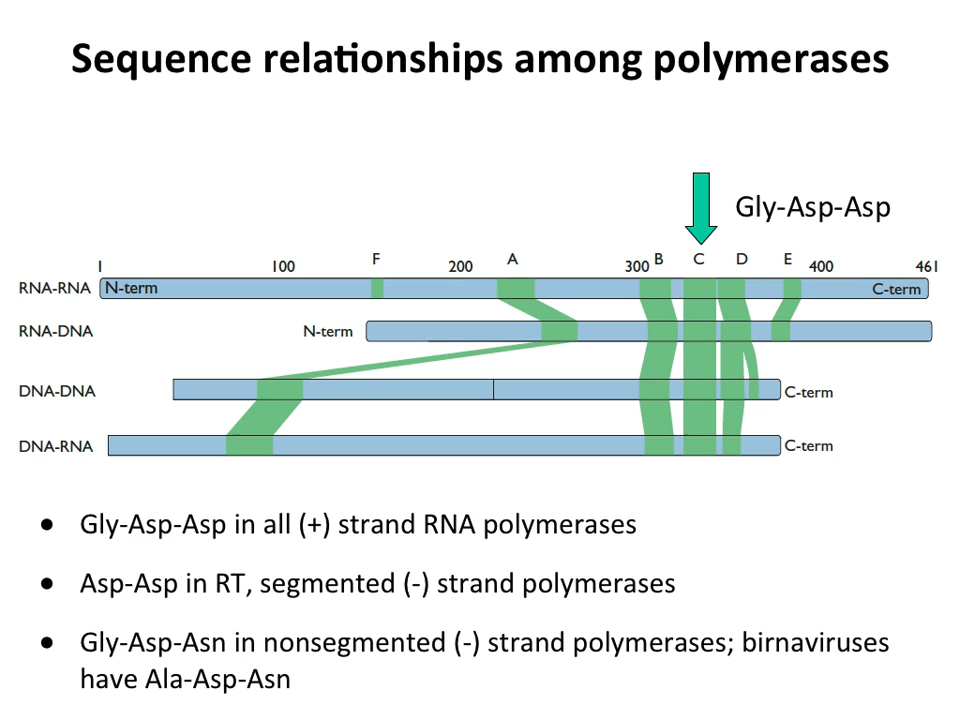 Sequence relationships among polymerases
Gly-Asp-Asp
I 100 F 200 A 300 B C D E 400 461
RNA-RNA N-term C-term
RNA-DNA N-term
DNA-DNA C-term
DNA-RNA C-term
● Gly-Asp-Asp in all (+) strand RNA polymerases
● Asp-Asp in RT, segmented (-) strand polymerases
● Gly-Asp-Asn in nonsegmented (-) strand polymerases; birnaviruses
have Ala-Asp-Asn